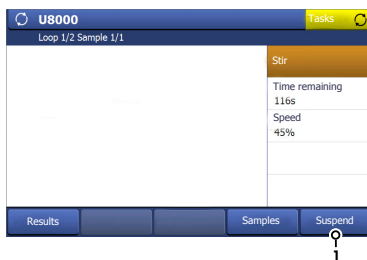 U8000
Tasks
Loop 1/2 Sample 1/1
Stir
Time remaining
116s
Speed
45%
Results
Samples
Suspend
1